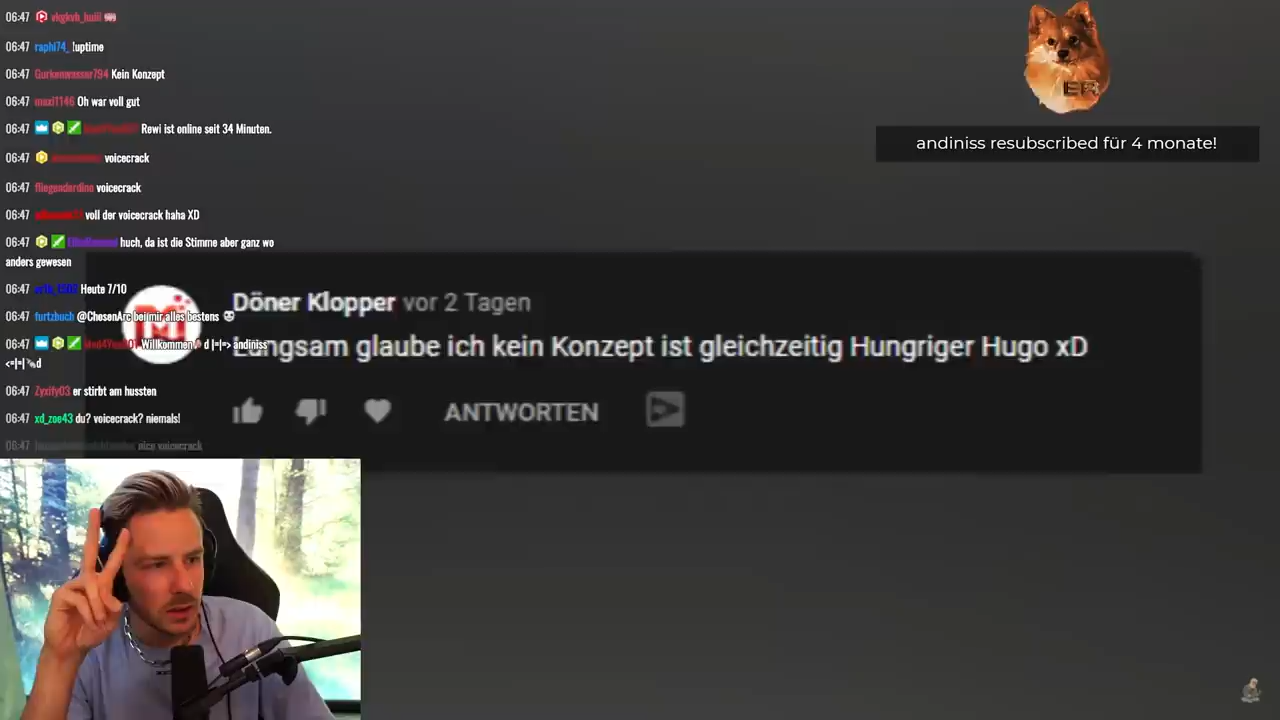 06:47
06:47 raphi74_ !uptime
06:47 Gurkenwasser794 Kein Konzept
06:47 maxi1146 Oh war voll gut
06:47 Rewi ist online seit 34 Minuten.
06:47 voicecrack
06:47 fliegenderdino voicecrack
06:47 voll der voicecrack haha XD
06:47 huch, da ist die Stimme aber ganz wo
anders gewesen
06:47 Heute 7/10
06:47 furtzbuch @ChosenArc bei mir alles bestens
06:47 Willkommen d |=|=> andiniss
<=|=| d
06:47 Zyxify03 er stirbt am hussten
06:47 xd_zoe43 du? voicecrack? niemals!
06:47 nice voicecrack
ER
andiniss resubscribed für 4 monate!
Döner Klopper vor 2 Tagen
Langsam glaube ich kein Konzept ist gleichzeitig Hungriger Hugo xD
ANTWORTEN